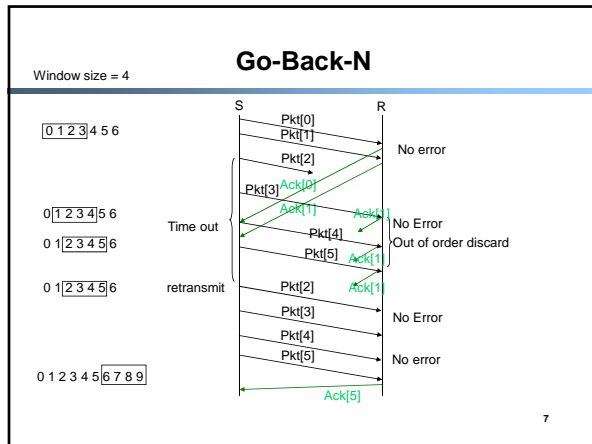 Go-Back-N
Window size = 4
S R
Pkt[0]
0 1 2 3 4 5 6
Pkt[1]
No error
Pkt[2]
Ack[0]
Pkt[3]
Ack[1]
Ack[1]
0 1 2 3 4 5 6
No Error
Time out
Pkt[4]
Out of order discard
0 1 2 3 4 5 6
Pkt[5]
Ack[1]
0 1 2 3 4 5 6
retransmit
Pkt[2]
Ack[1]
Pkt[3]
No Error
Pkt[4]
No error
Pkt[5]
0 1 2 3 4 5 6 7 8 9
Ack[5]
7